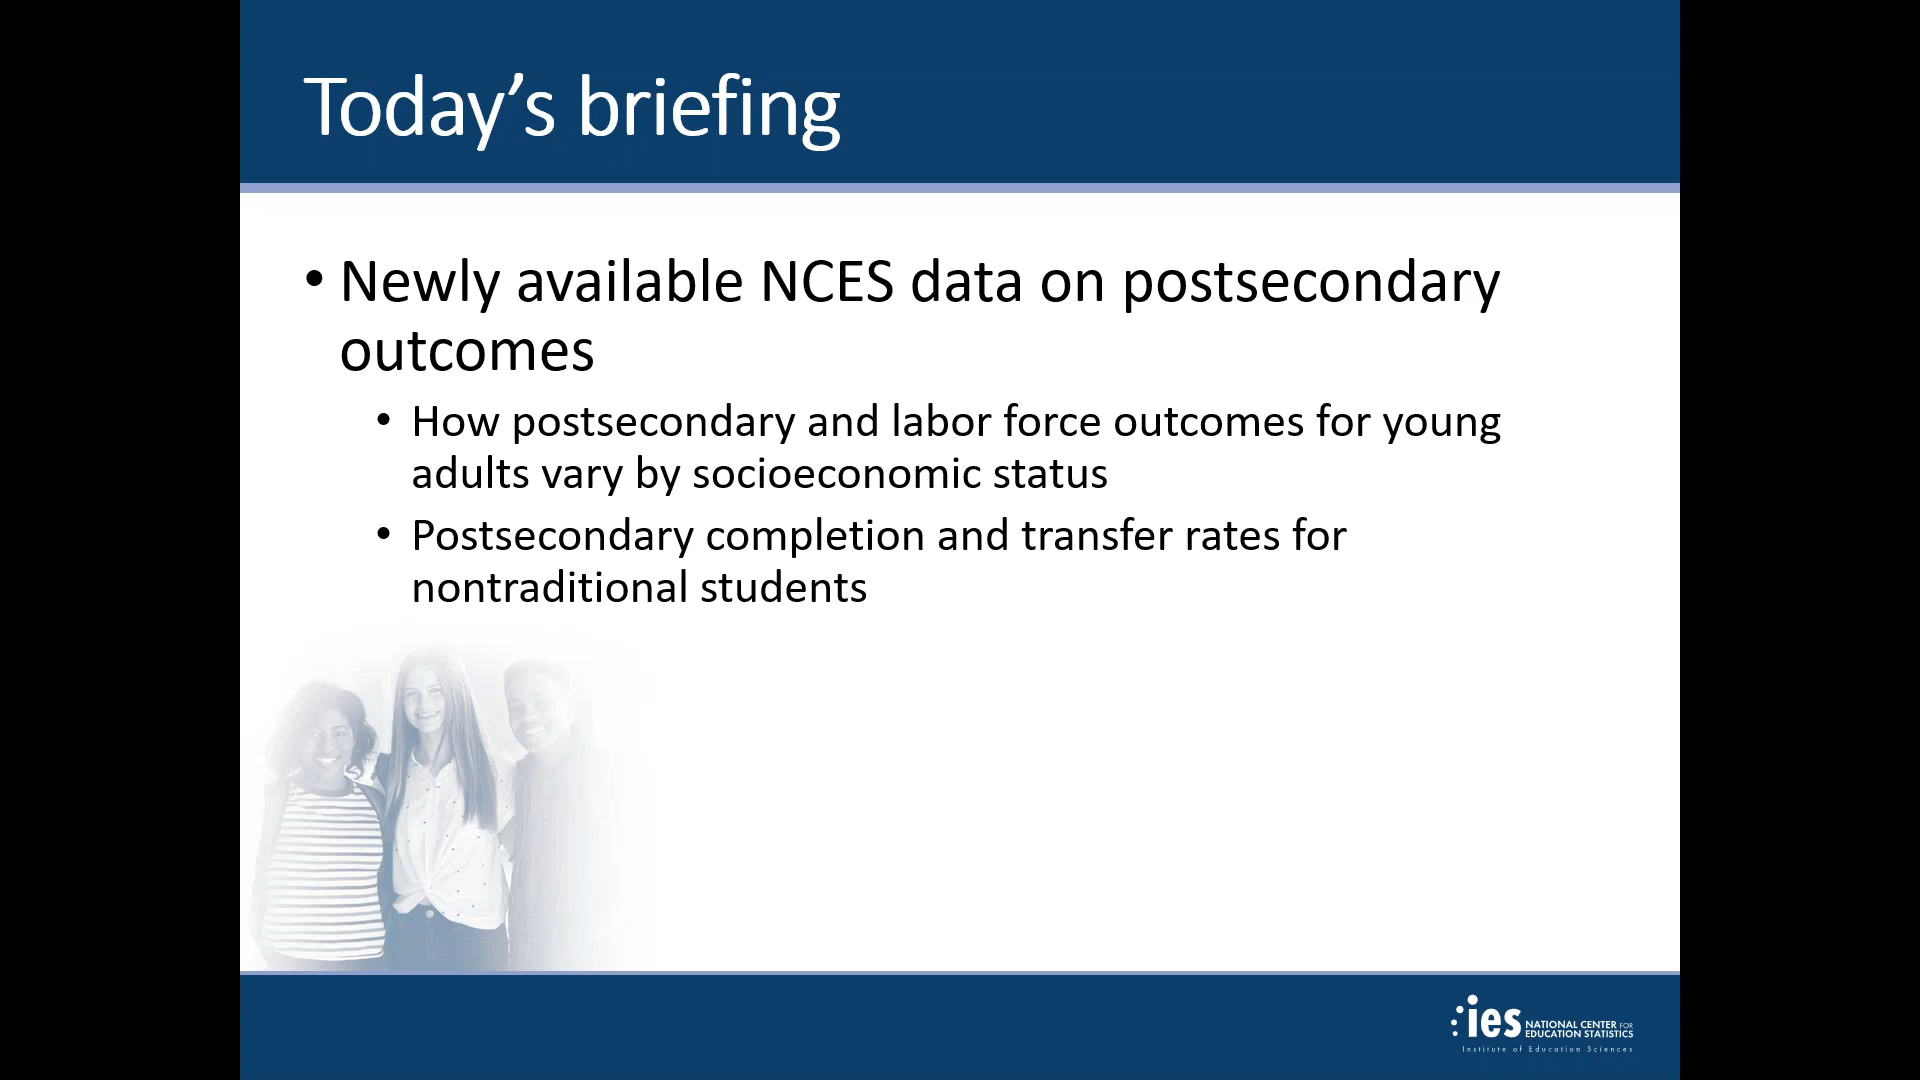 Today’s briefing
• Newly available NCES data on postsecondary
outcomes
• How postsecondary and labor force outcomes for young
adults vary by socioeconomic status
• Postsecondary completion and transfer rates for
nontraditional students
ies NATIONAL CENTER FOR
EDUCATION STATISTICS
Institute of Education Sciences